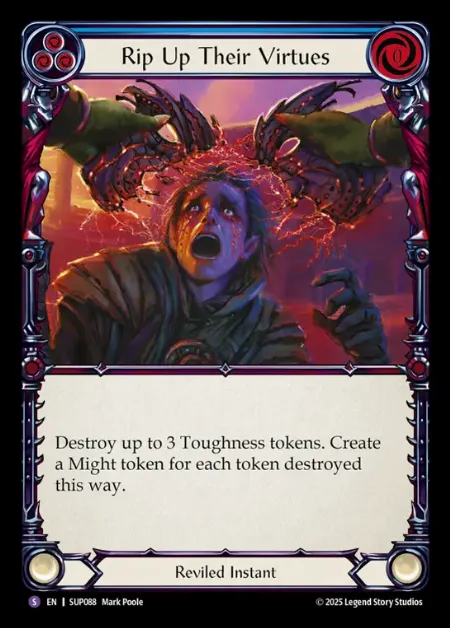 Rip Up Their Virtues
0
Destroy up to 3 Toughness tokens. Create
a Might token for each token destroyed
this way.
Reviled Instant
S EN | SUP088 Mark Poole
© 2025 Legend Story Studios